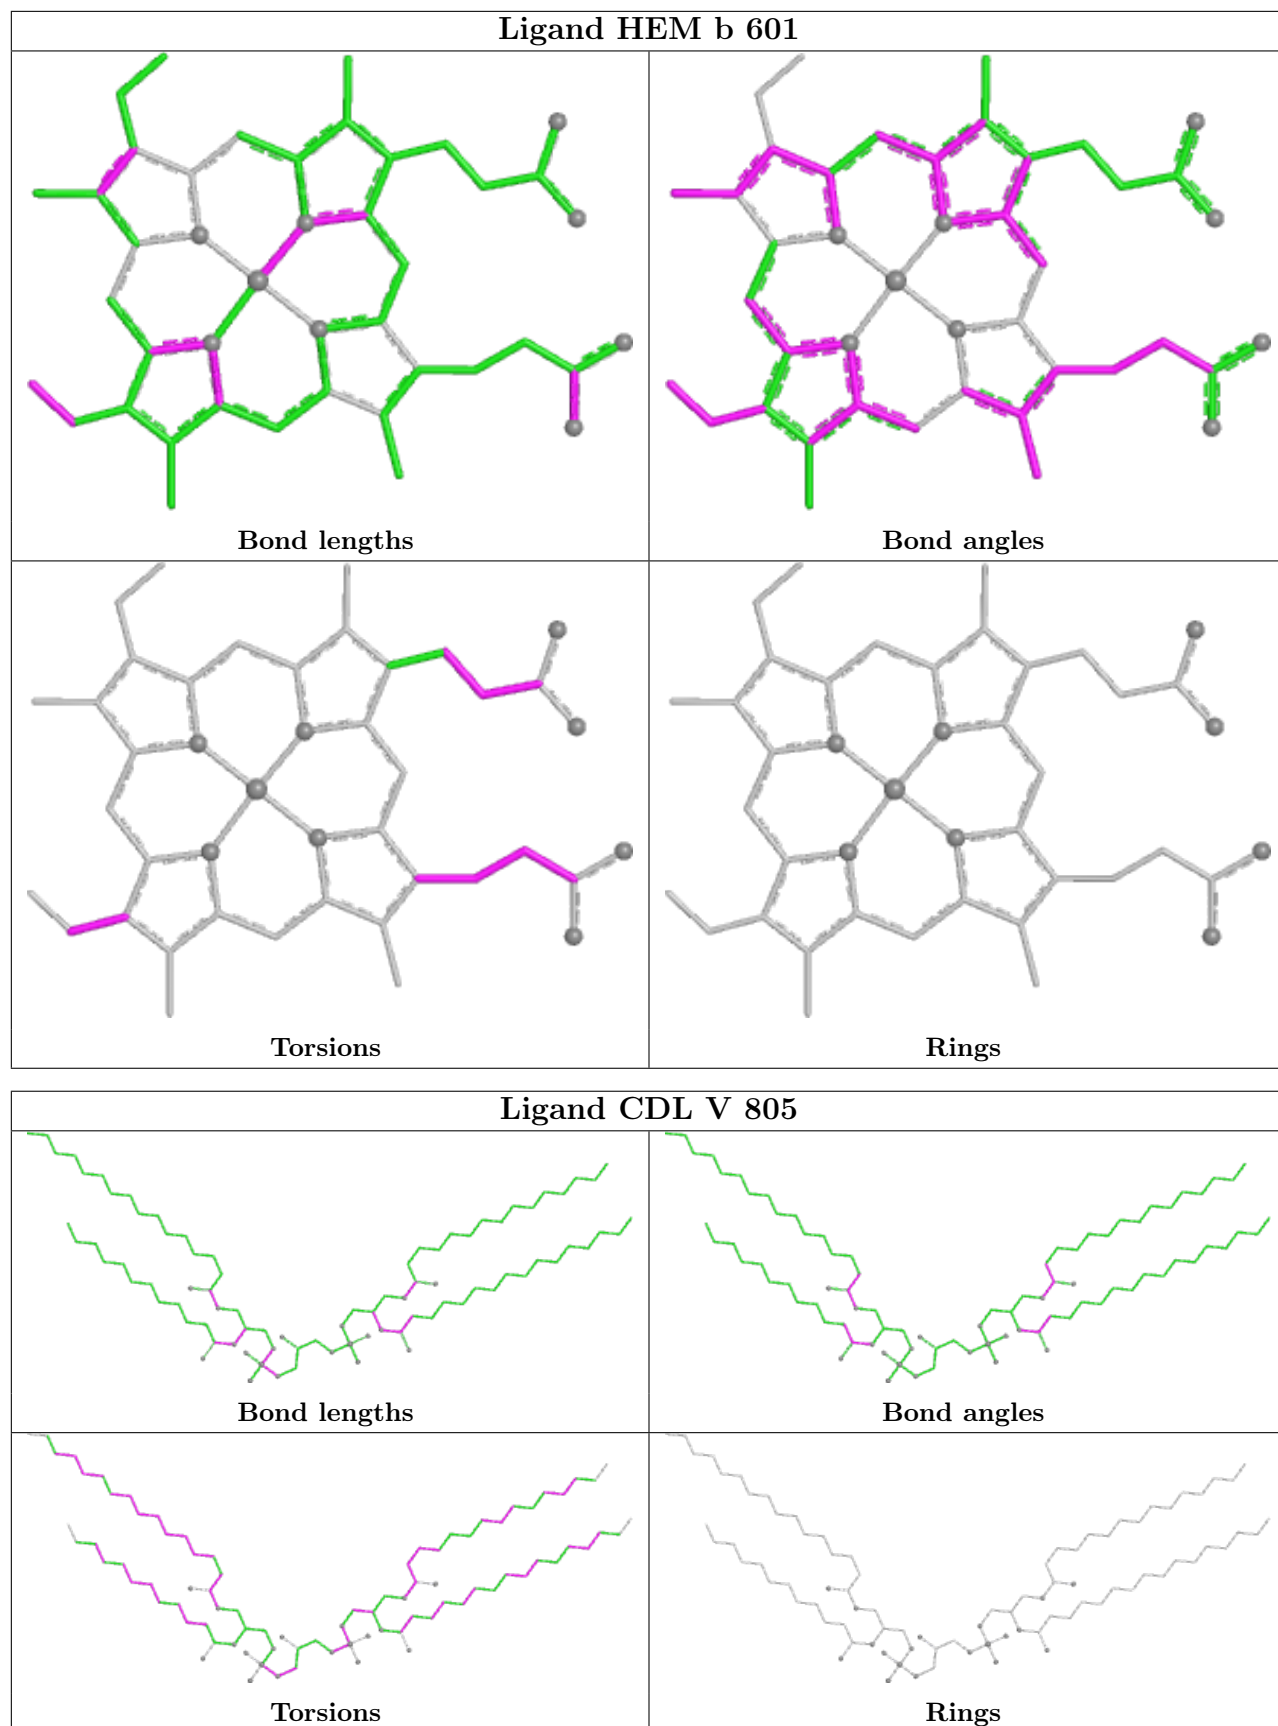 Ligand HEM b 601
Bond lengths
Bond angles
Torsions
Rings
Ligand CDL V 805
Bond lengths
Bond angles
Torsions
Rings